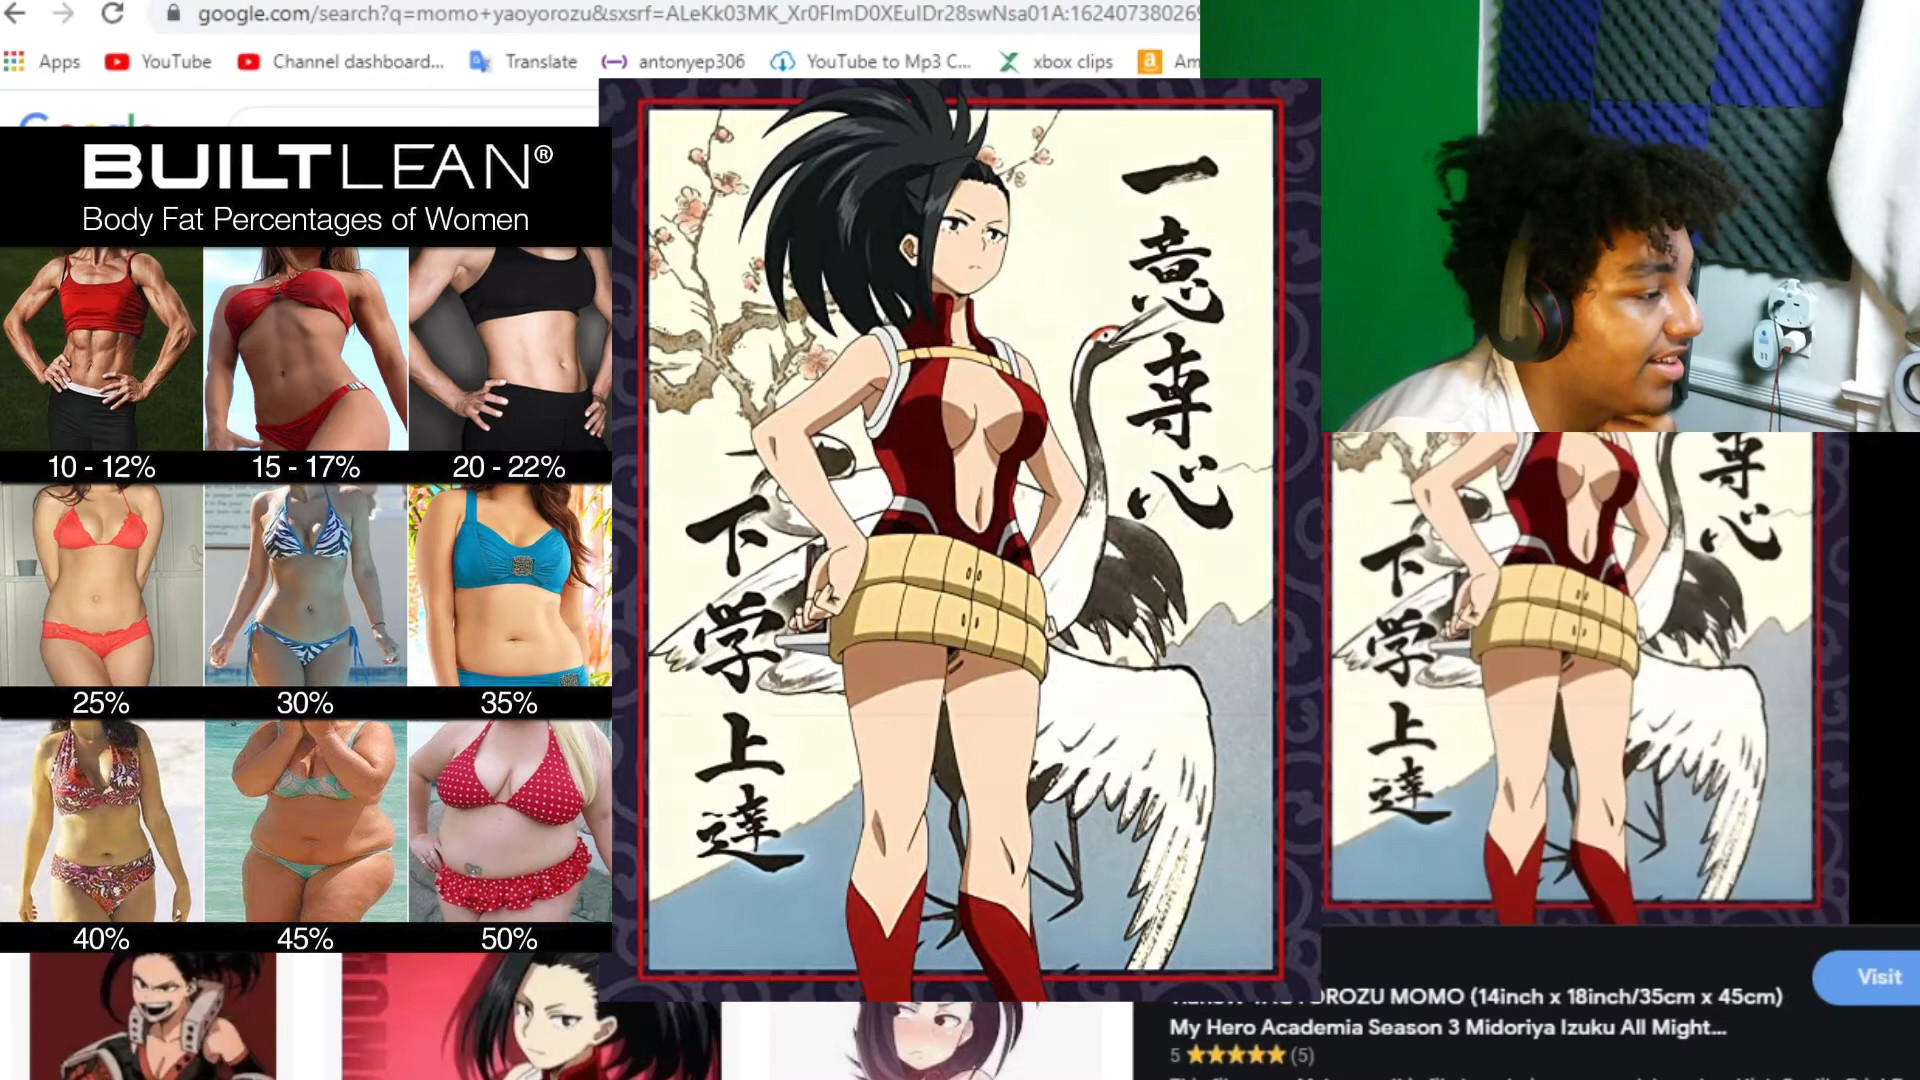 google.com/search?q=momo+yaoyorozu&sxsrf=ALeKk03MK_Xr0FlmD0XEulDr28swNsa01A:162407380269
Apps YouTube Channel dashboard... Translate antonyep306 YouTube to Mp3 C... xbox clips Am
Google
BUILTLEAN®
Body Fat Percentages of Women
10 - 12% 15 - 17% 20 - 22%
25% 30% 35%
40% 45% 50%
一意専心
下学上達
専心
下学上達
OROZU MOMO (14inch x 18inch/35cm x 45cm)
My Hero Academia Season 3 Midoriya Izuku All Might...
5 ★★★★★ (5)
Visit